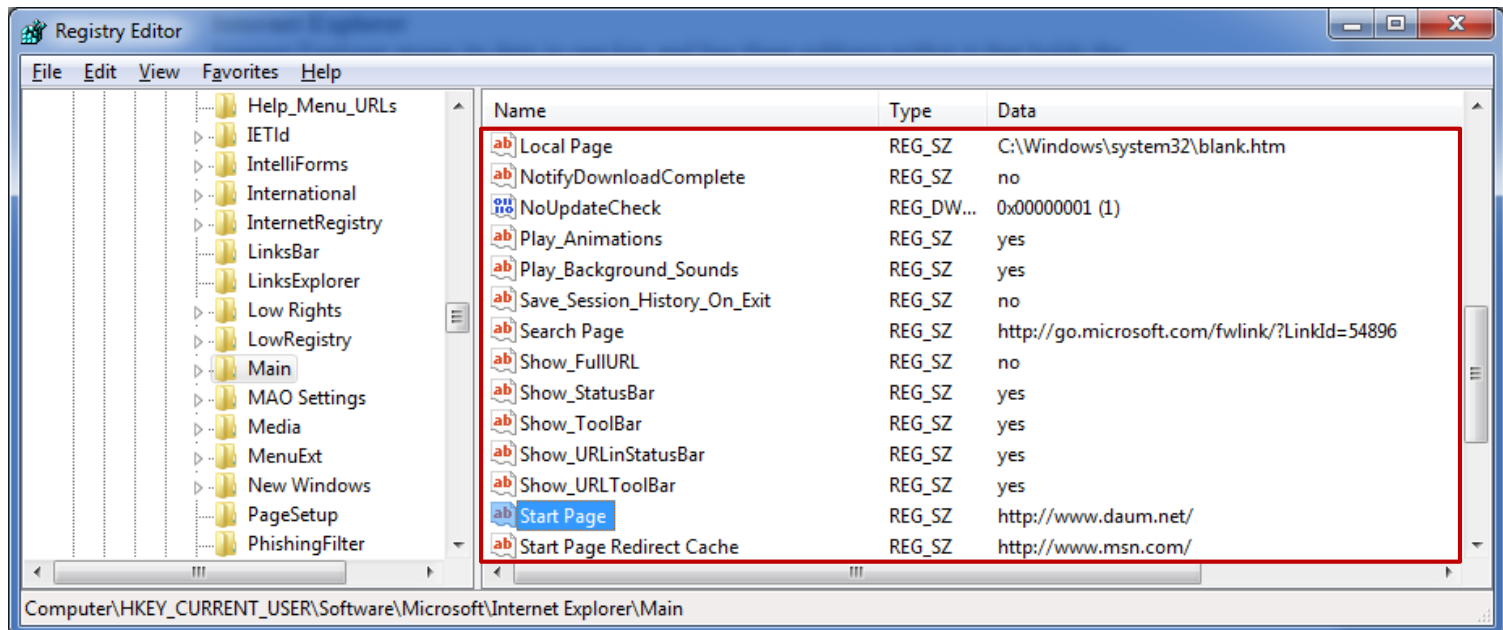 Registry Editor
File Edit View Favorites Help
Help_Menu_URLs
IETId
IntelliForms
International
InternetRegistry
LinksBar
LinksExplorer
Low Rights
LowRegistry
Main
MAO Settings
Media
MenuExt
New Windows
PageSetup
PhishingFilter
Name Type Data
Local Page REG_SZ C:\Windows\system32\blank.htm
NotifyDownloadComplete REG_SZ no
NoUpdateCheck REG_DW... 0x00000001 (1)
Play_Animations REG_SZ yes
Play_Background_Sounds REG_SZ yes
Save_Session_History_On_Exit REG_SZ no
Search Page REG_SZ http://go.microsoft.com/fwlink/?LinkId=54896
Show_FullURL REG_SZ no
Show_StatusBar REG_SZ yes
Show_ToolBar REG_SZ yes
Show_URLinStatusBar REG_SZ yes
Show_URLToolBar REG_SZ yes
Start Page REG_SZ http://www.daum.net/
Start Page Redirect Cache REG_SZ http://www.msn.com/
Computer\HKEY_CURRENT_USER\Software\Microsoft\Internet Explorer\Main